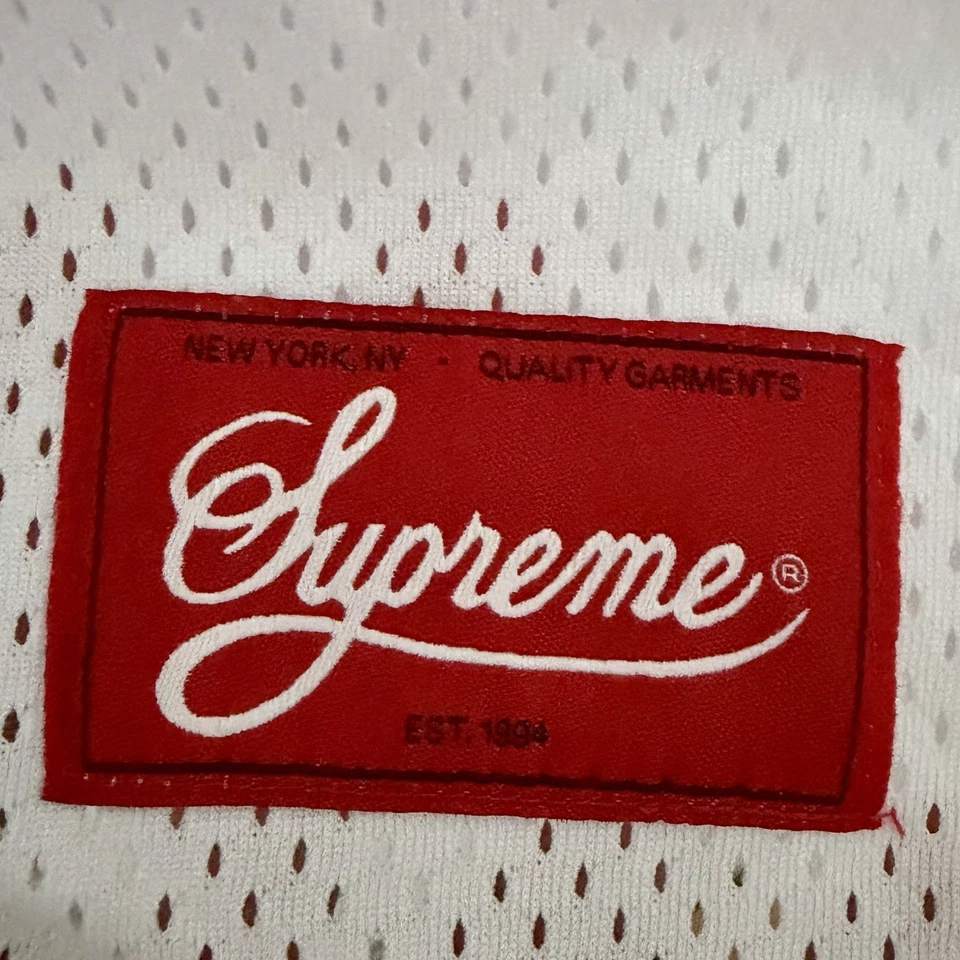 NEW YORK, NY - QUALITY GARMENTS
Supreme ®
EST. 1994